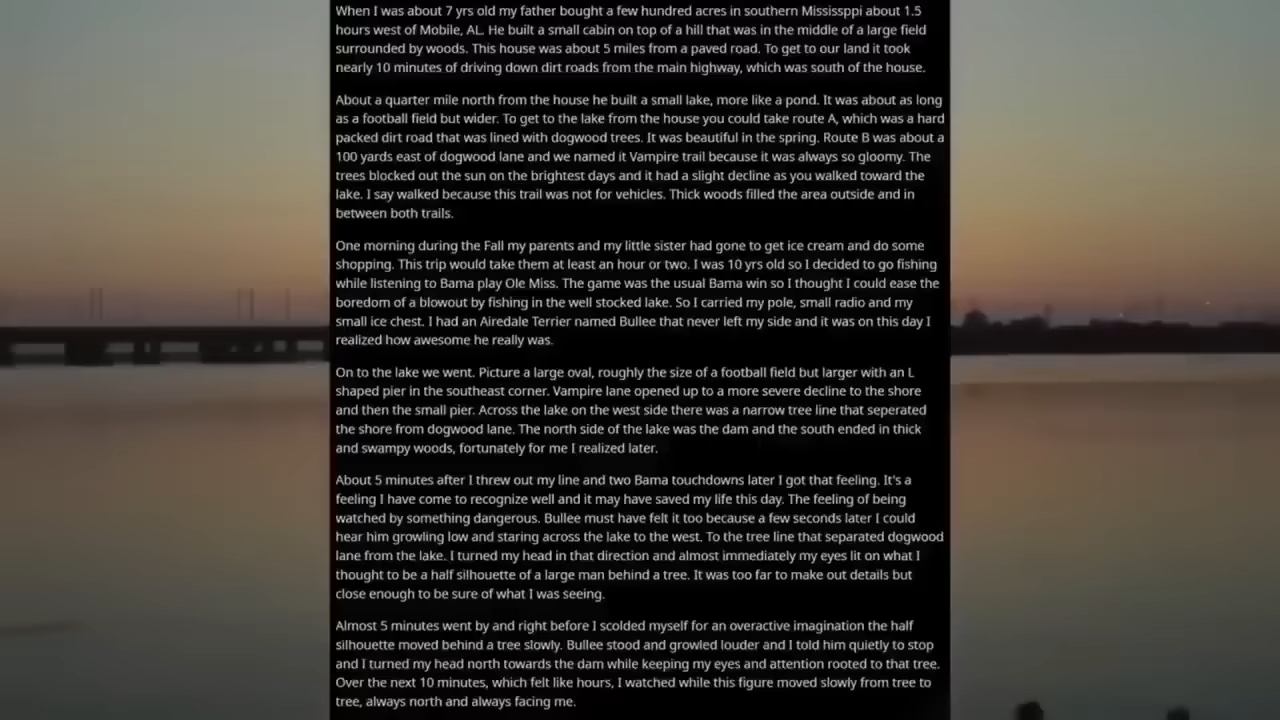 When I was about 7 yrs old my father bought a few hundred acres in southern Mississppi about 1.5
hours west of Mobile, AL. He built a small cabin on top of a hill that was in the middle of a large field
surrounded by woods. This house was about 5 miles from a paved road. To get to our land it took
nearly 10 minutes of driving down dirt roads from the main highway, which was south of the house.
About a quarter mile north from the house he built a small lake, more like a pond. It was about as long
as a football field but wider. To get to the lake from the house you could take route A, which was a hard
packed dirt road that was lined with dogwood trees. It was beautiful in the spring. Route B was about a
100 yards east of dogwood lane and we named it Vampire trail because it was always so gloomy. The
trees blocked out the sun on the brightest days and it had a slight decline as you walked toward the
lake. I say walked because this trail was not for vehicles. Thick woods filled the area outside and in
between both trails.
One morning during the Fall my parents and my little sister had gone to get ice cream and do some
shopping. This trip would take them at least an hour or two. I was 10 yrs old so I decided to go fishing
while listening to Bama play Ole Miss. The game was the usual Bama win so I thought I could ease the
boredom of a blowout by fishing in the well stocked lake. So I carried my pole, small radio and my
small ice chest. I had an Airedale Terrier named Bullee that never left my side and it was on this day I
realized how awesome he really was.
On to the lake we went. Picture a large oval, roughly the size of a football field but larger with an L
shaped pier in the southeast corner. Vampire lane opened up to a more severe decline to the shore
and then the small pier. Across the lake on the west side there was a narrow tree line that seperated
the shore from dogwood lane. The north side of the lake was the dam and the south ended in thick
and swampy woods, fortunately for me I realized later.
About 5 minutes after I threw out my line and two Bama touchdowns later I got that feeling. It's a
feeling I have come to recognize well and it may have saved my life this day. The feeling of being
watched by something dangerous. Bullee must have felt it too because a few seconds later I could
hear him growling low and staring across the lake to the west. To the tree line that separated dogwood
lane from the lake. I turned my head in that direction and almost immediately my eyes lit on what I
thought to be a half silhouette of a large man behind a tree. It was too far to make out details but
close enough to be sure of what I was seeing.
Almost 5 minutes went by and right before I scolded myself for an overactive imagination the half
silhouette moved behind a tree slowly. Bullee stood and growled louder and I told him quietly to stop
and I turned my head north towards the dam while keeping my eyes and attention rooted to that tree.
Over the next 10 minutes, which felt like hours, I watched while this figure moved slowly from tree to
tree, always north and always facing me.